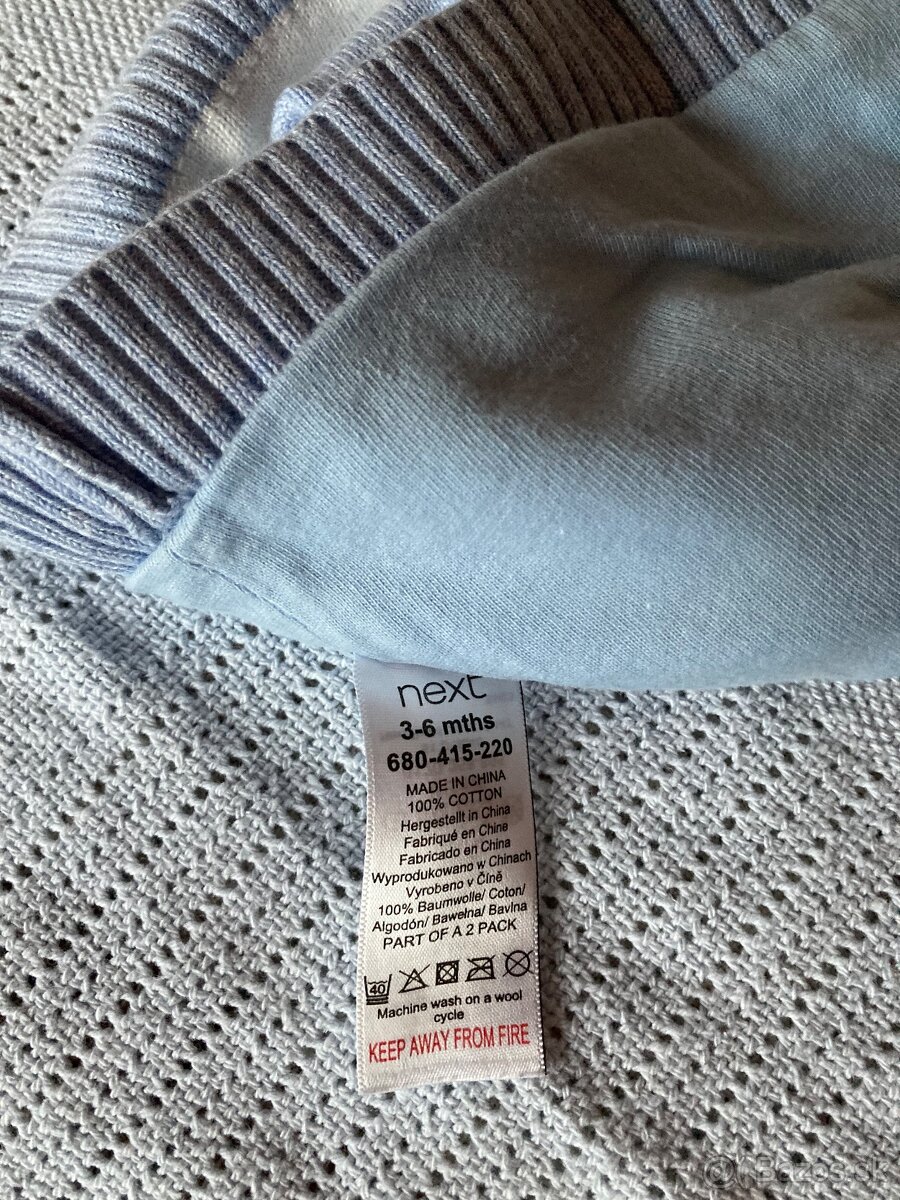 next
3-6 mths
680-415-220
MADE IN CHINA
100% COTTON
Hergestellt in China
Fabriqué en Chine
Fabricado en China
Wyprodukowano w Chinach
Vyrobeno v Číně
100% Baumwolle/ Coton/
Algodón/ Bawełna/ Bavlna
PART OF A 2 PACK
40
Machine wash on a wool
cycle
KEEP AWAY FROM FIRE
Bazos.sk